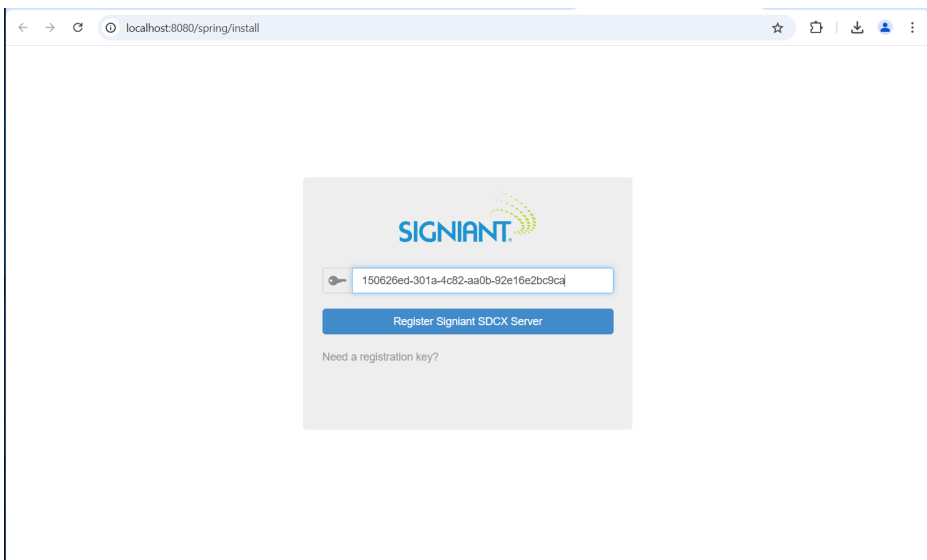 localhost:8080/spring/install
SIGNIANT
150626ed-301a-4c82-aa0b-92e16e2bc9ca
Register Signiant SDCX Server
Need a registration key?